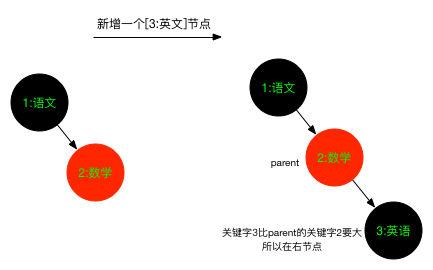 新增一个[3:英文]节点
1:语文
2:数学
1:语文
parent
2:数学
关键字3比parent的关键字2要大
所以在右节点
3:英语